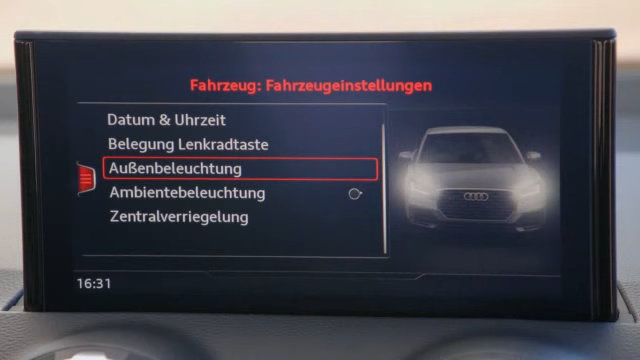 Fahrzeug: Fahrzeugeinstellungen
Datum & Uhrzeit
Belegung Lenkradtaste
Außenbeleuchtung
Ambientebeleuchtung
Zentralverriegelung
16:31